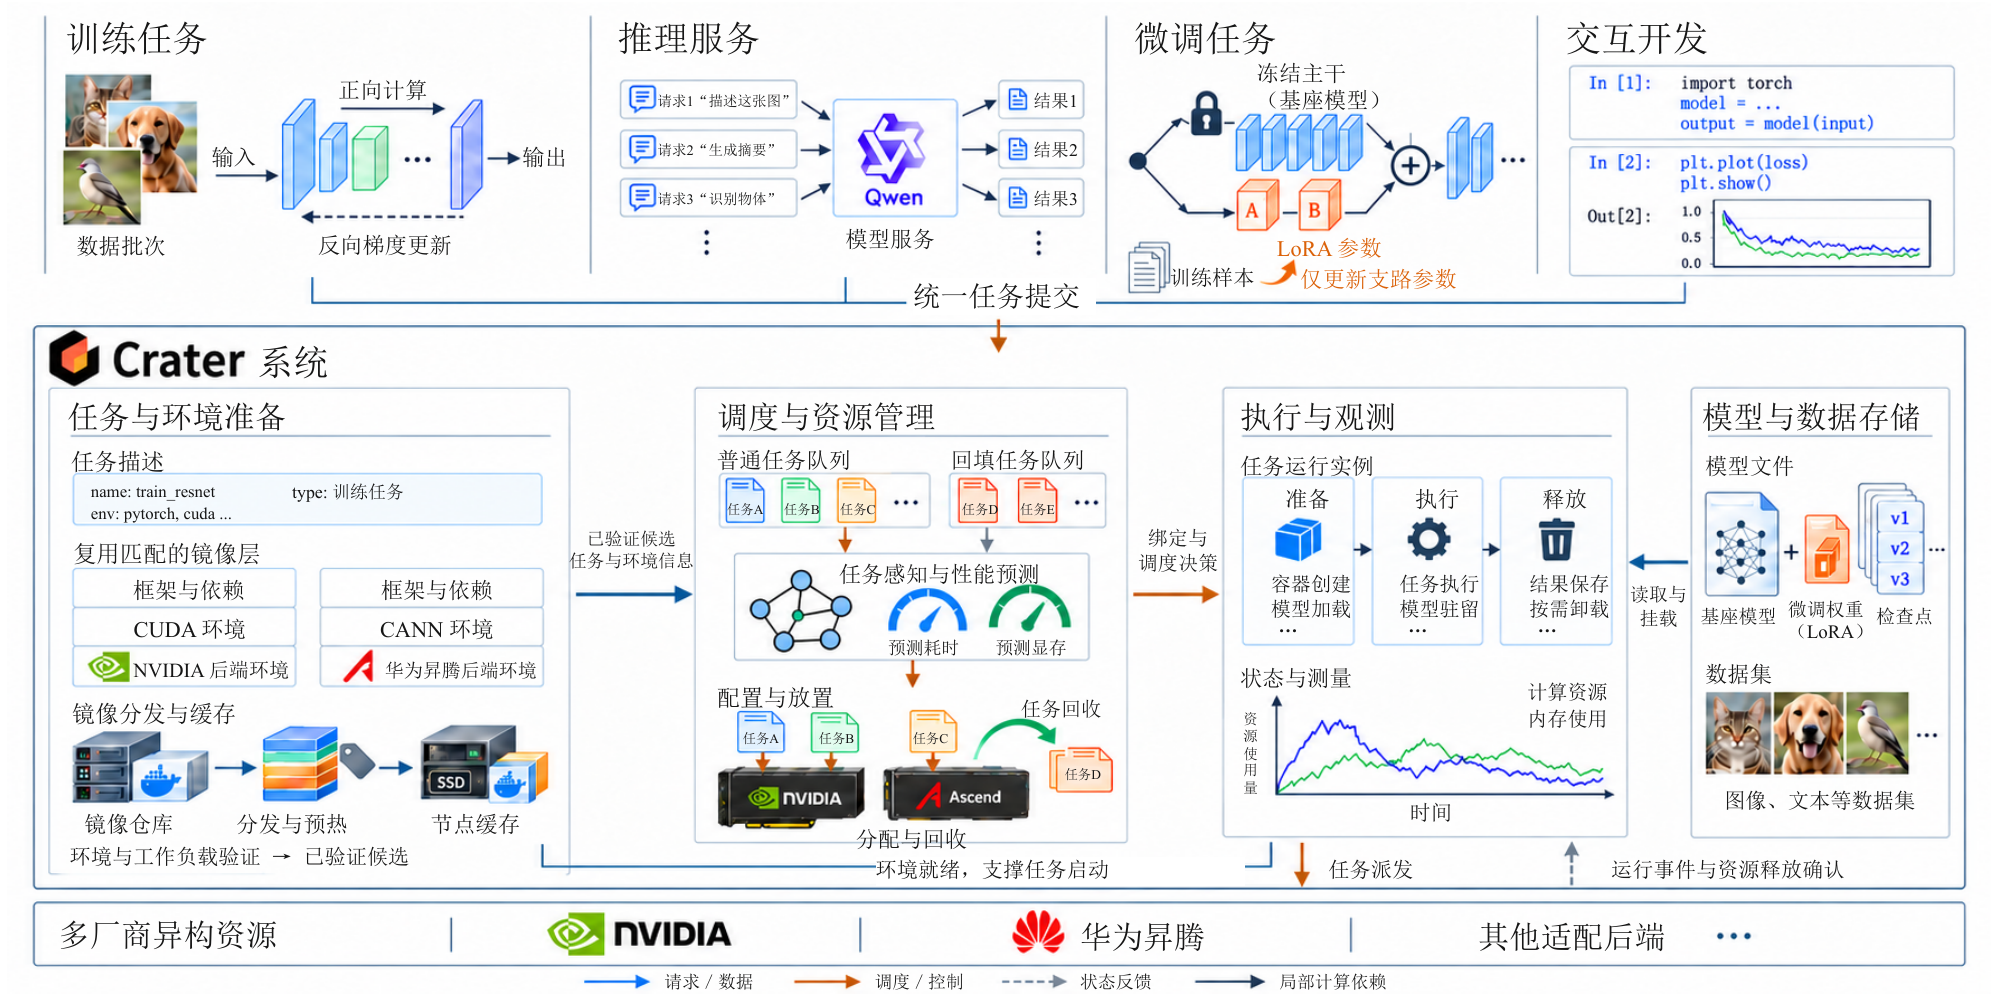 训练任务
正向计算
输入
…
输出
数据批次
反向梯度更新
推理服务
请求1 “描述这张图”
请求2 “生成摘要”
请求3 “识别物体”
Qwen
模型服务
结果1
结果2
结果3
微调任务
冻结主干
（基座模型）
A
B
LoRA 参数
训练样本
仅更新支路参数
交互开发
In [1]: import torch
model = ...
output = model(input)
In [2]: plt.plot(loss)
plt.show()
Out[2]:
1.0
0.5
0.0
统一任务提交
Crater 系统
任务与环境准备
任务描述
name: train_resnet type: 训练任务
env: pytorch, cuda ...
复用匹配的镜像层
框架与依赖
CUDA 环境
NVIDIA 后端环境
框架与依赖
CANN 环境
华为昇腾后端环境
镜像分发与缓存
SSD
镜像仓库
分发与预热
节点缓存
环境与工作负载验证 → 已验证候选
已验证候选
任务与环境信息
调度与资源管理
普通任务队列
任务A
任务B
任务C
…
回填任务队列
任务D
任务E
…
任务感知与性能预测
预测耗时
预测显存
配置与放置
任务A
任务B
任务C
任务回收
任务D
NVIDIA
Ascend
分配与回收
环境就绪，支撑任务启动
绑定与
调度决策
执行与观测
任务运行实例
准备
容器创建
模型加载
…
执行
任务执行
模型驻留
…
释放
结果保存
按需卸载
…
状态与测量
计算资源
内存使用
资源使用量
时间
任务派发
运行事件与资源释放确认
读取与
挂载
模型与数据存储
模型文件
v1
v2
v3
…
基座模型
微调权重
（LoRA）
检查点
数据集
…
图像、文本等数据集
多厂商异构资源
NVIDIA
华为昇腾
其他适配后端 …
请求 / 数据
调度 / 控制
状态反馈
局部计算依赖